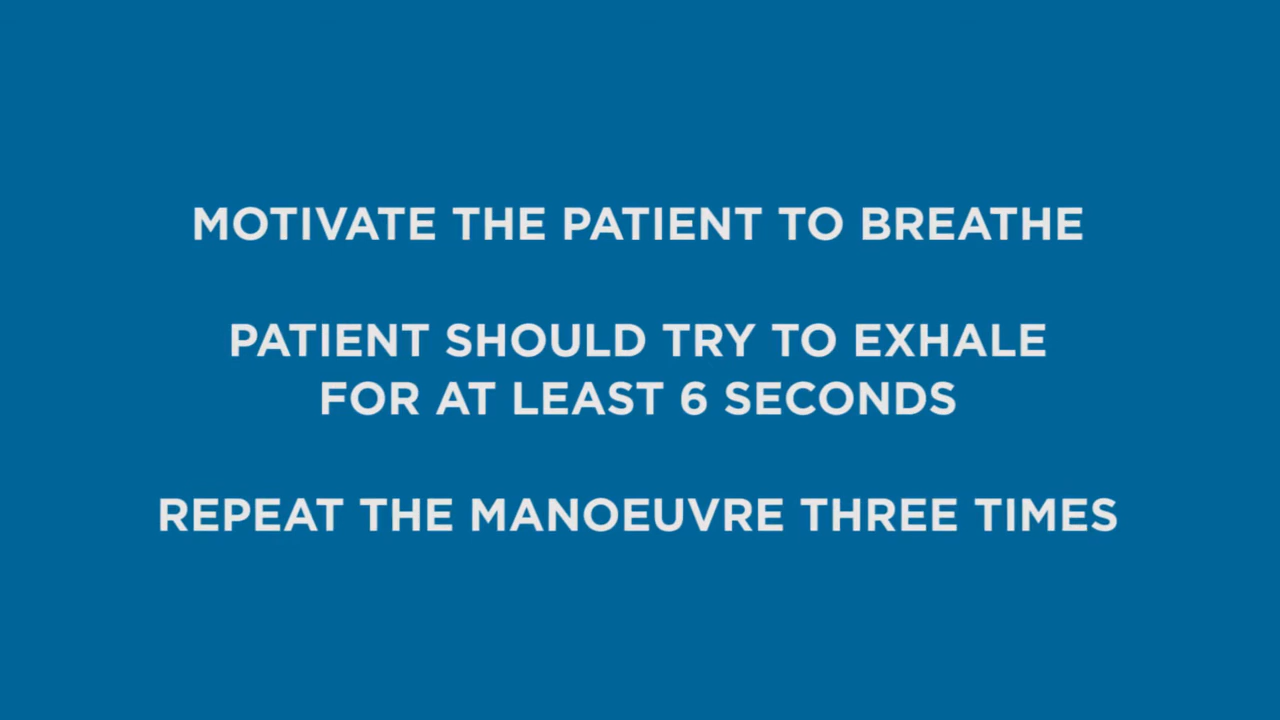 MOTIVATE THE PATIENT TO BREATHE
PATIENT SHOULD TRY TO EXHALE
FOR AT LEAST 6 SECONDS
REPEAT THE MANOEUVRE THREE TIMES